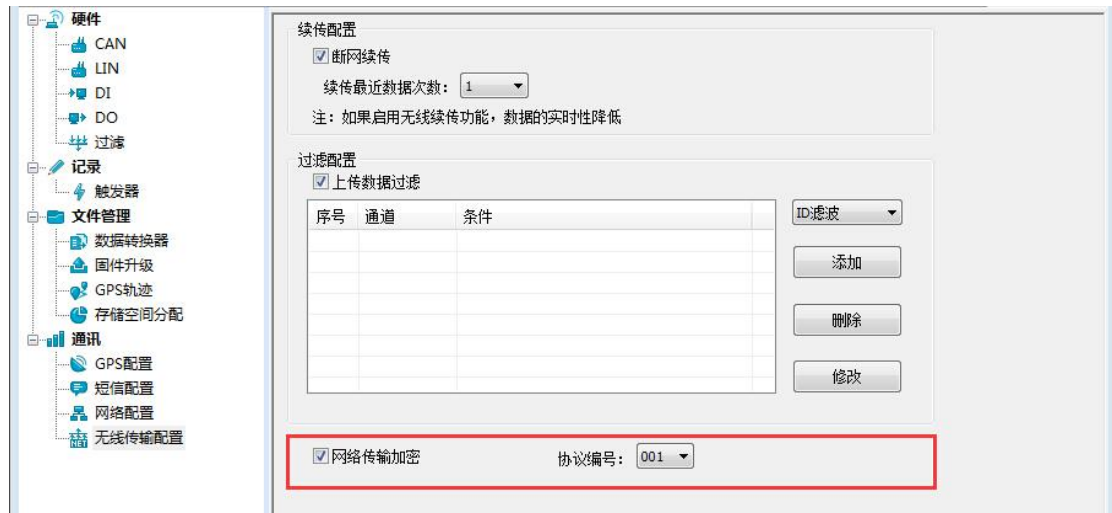 硬件
CAN
LIN
DI
DO
过滤
记录
触发器
文件管理
数据转换器
固件升级
GPS轨迹
存储空间分配
通讯
GPS配置
短信配置
网络配置
NET
无线传输配置
续传配置
断网续传
续传最近数据次数： 1
注：如果启用无线续传功能，数据的实时性降低
过滤配置
上传数据过滤
序号 通道 条件
ID滤波
添加
删除
修改
网络传输加密 协议编号： 001